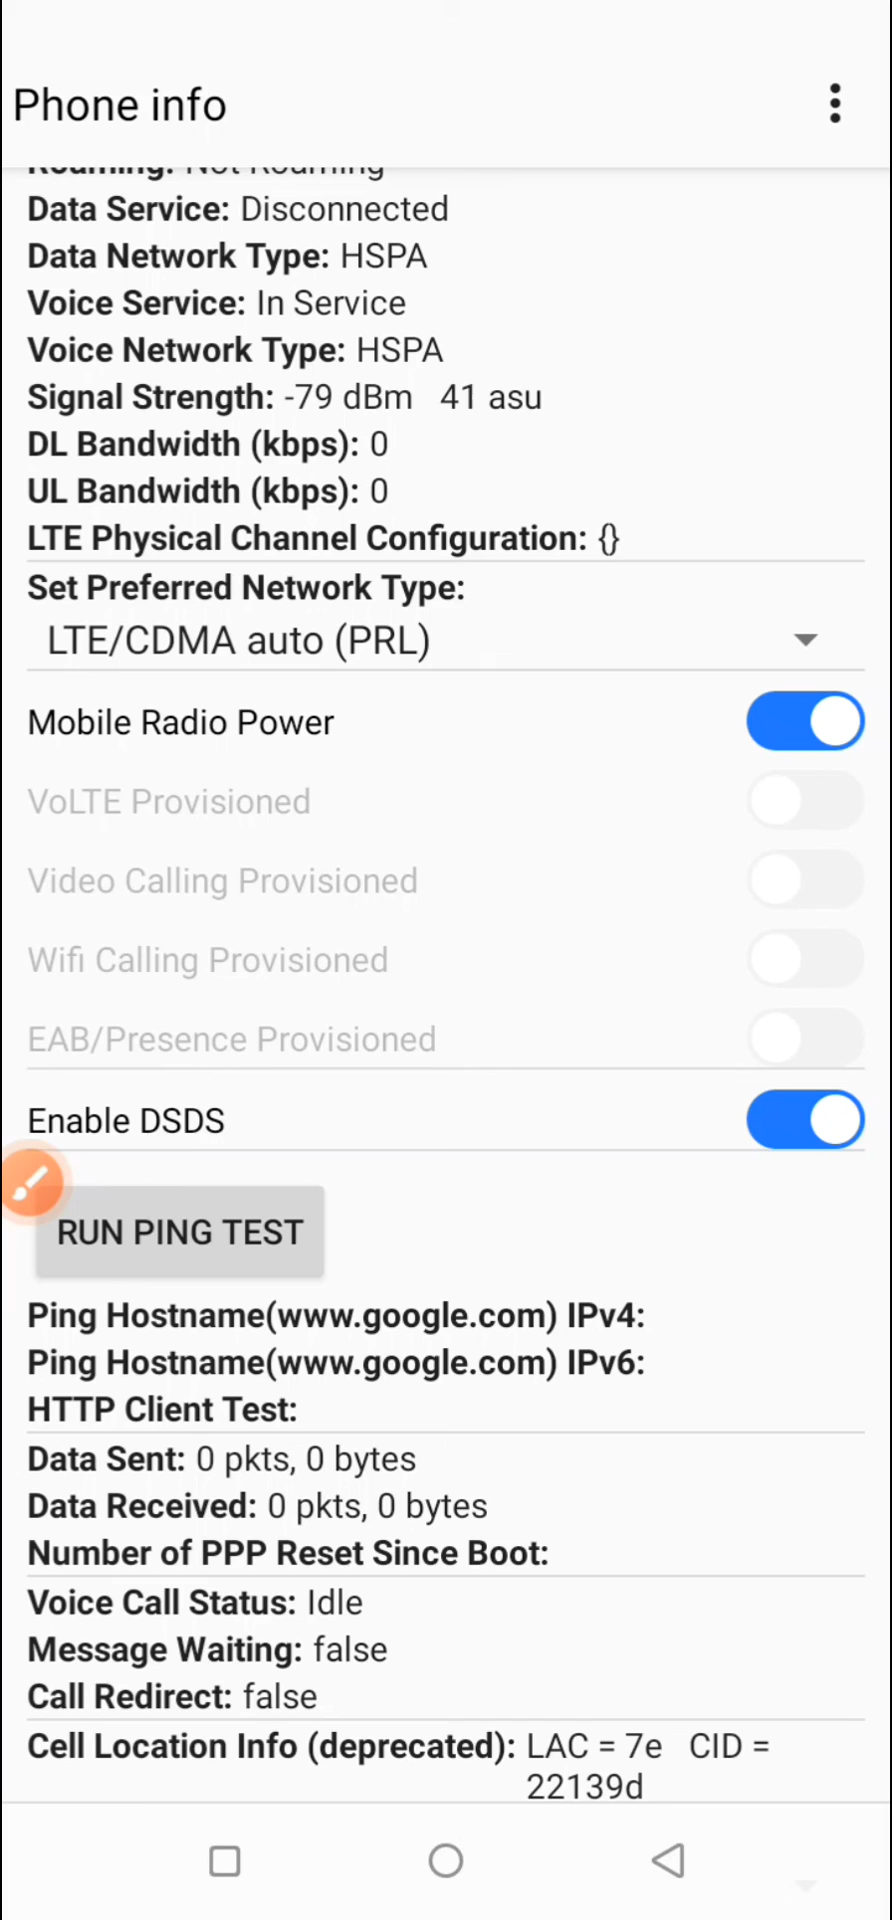 Phone info
Roaming: Not Roaming
Data Service: Disconnected
Data Network Type: HSPA
Voice Service: In Service
Voice Network Type: HSPA
Signal Strength: -79 dBm 41 asu
DL Bandwidth (kbps): 0
UL Bandwidth (kbps): 0
LTE Physical Channel Configuration: {}
Set Preferred Network Type:
LTE/CDMA auto (PRL)
Mobile Radio Power
VoLTE Provisioned
Video Calling Provisioned
Wifi Calling Provisioned
EAB/Presence Provisioned
Enable DSDS
RUN PING TEST
Ping Hostname(www.google.com) IPv4:
Ping Hostname(www.google.com) IPv6:
HTTP Client Test:
Data Sent: 0 pkts, 0 bytes
Data Received: 0 pkts, 0 bytes
Number of PPP Reset Since Boot:
Voice Call Status: Idle
Message Waiting: false
Call Redirect: false
Cell Location Info (deprecated): LAC = 7e CID =
22139d